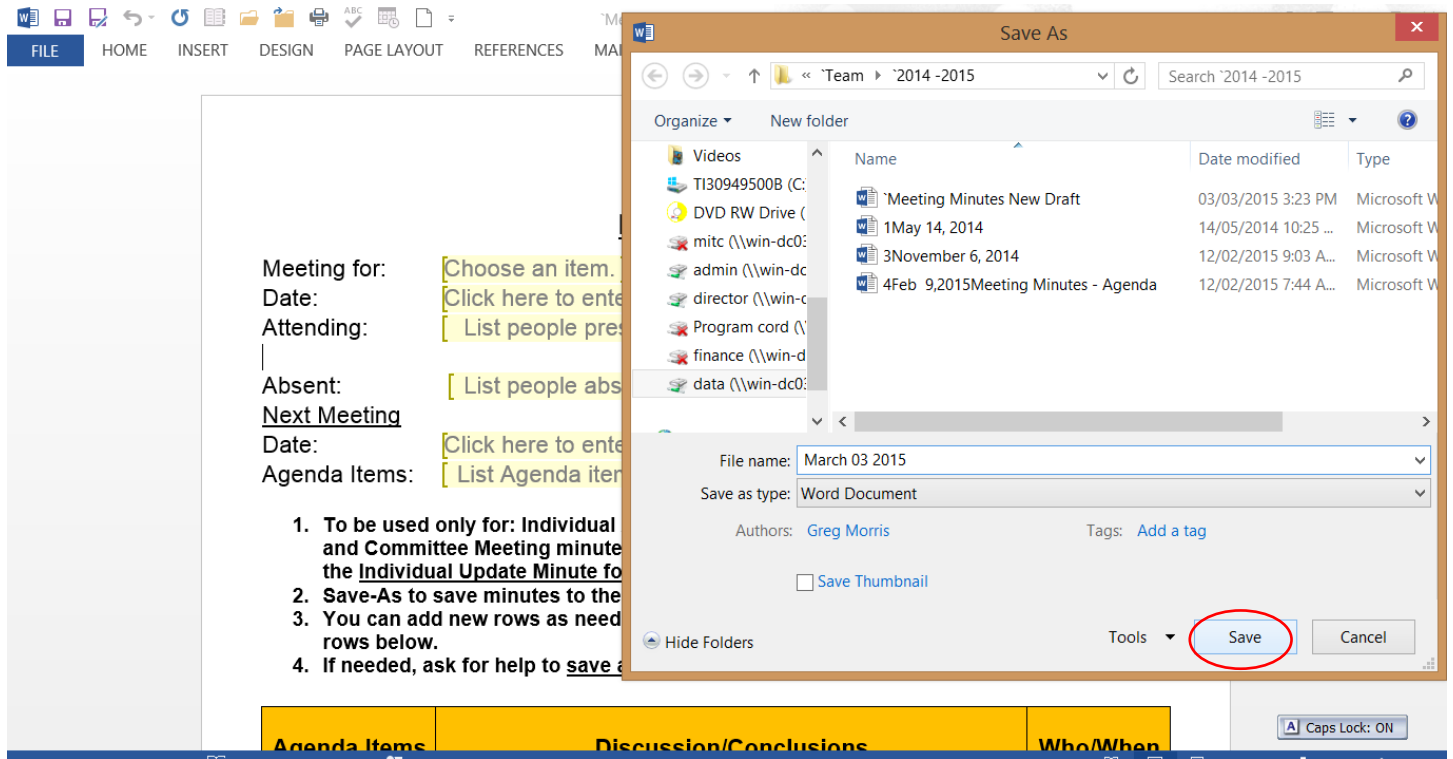 ABC
Save As
FILE HOME INSERT DESIGN PAGE LAYOUT REFERENCES
« `Team `2014 -2015 Search `2014 -2015
Organize New folder
Name Date modified Type
Videos
TI30949500B (C:
DVD RW Drive (
mitc (\\win-dc03
admin (\\win-dc
director (\\win-c
Program cord (\
finance (\\win-d
data (\\win-dc03
`Meeting Minutes New Draft 03/03/2015 3:23 PM Microsoft W
1May 14, 2014 14/05/2014 10:25 ... Microsoft W
3November 6, 2014 12/02/2015 9:03 A... Microsoft W
4Feb 9,2015Meeting Minutes - Agenda 12/02/2015 7:44 A... Microsoft W
File name: March 03 2015
Save as type: Word Document
Authors: Greg Morris Tags: Add a tag
Save Thumbnail
Hide Folders Tools Save Cancel
Meeting for: Choose an item.
Date: Click here to ente
Attending: List people pres
Absent: List people abs
Next Meeting
Date: Click here to ente
Agenda Items: List Agenda iter
1. To be used only for: Individual
and Committee Meeting minute
the Individual Update Minute fo
2. Save-As to save minutes to the
3. You can add new rows as need
rows below.
4. If needed, ask for help to save a
Agenda Items Discussion/Conclusions Who/When
A Caps Lock: ON